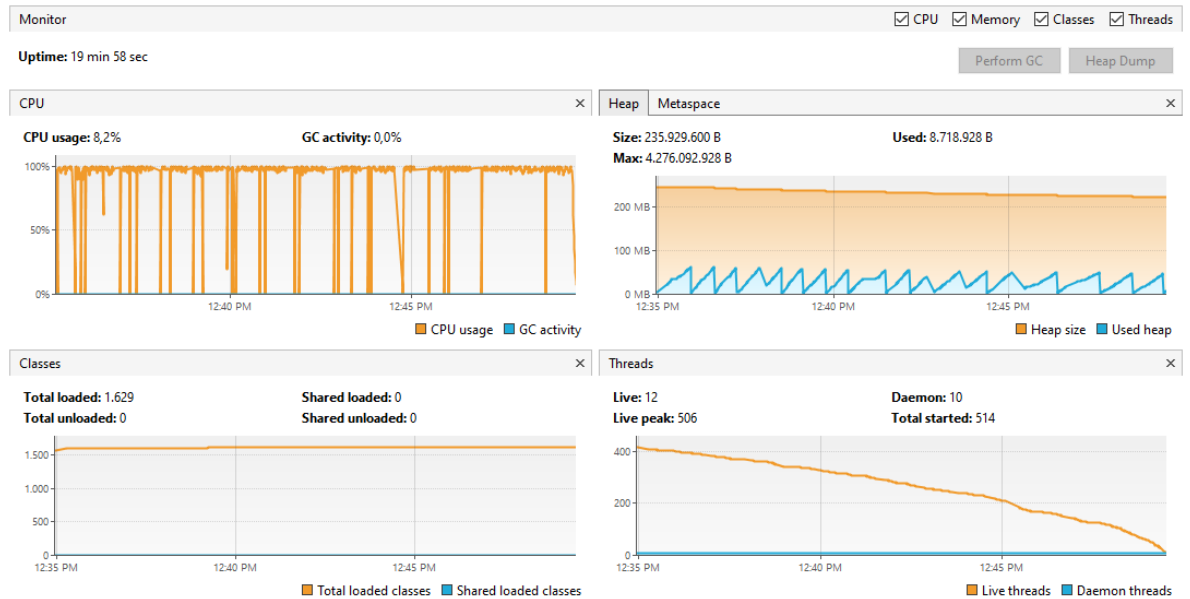 Monitor CPU Memory Classes Threads
Uptime: 19 min 58 sec
Perform GC Heap Dump
CPU ×
CPU usage: 8,2% GC activity: 0,0%
100%
50%
0%
12:40 PM 12:45 PM
CPU usage GC activity
Heap Metaspace ×
Size: 235.929.600 B Used: 8.718.928 B
Max: 4.276.092.928 B
200 MB
100 MB
0 MB
12:35 PM 12:40 PM 12:45 PM
Heap size Used heap
Classes ×
Total loaded: 1.629 Shared loaded: 0
Total unloaded: 0 Shared unloaded: 0
1.500
1.000
500
0
12:35 PM 12:40 PM 12:45 PM
Total loaded classes Shared loaded classes
Threads ×
Live: 12 Daemon: 10
Live peak: 506 Total started: 514
400
200
0
12:35 PM 12:40 PM 12:45 PM
Live threads Daemon threads